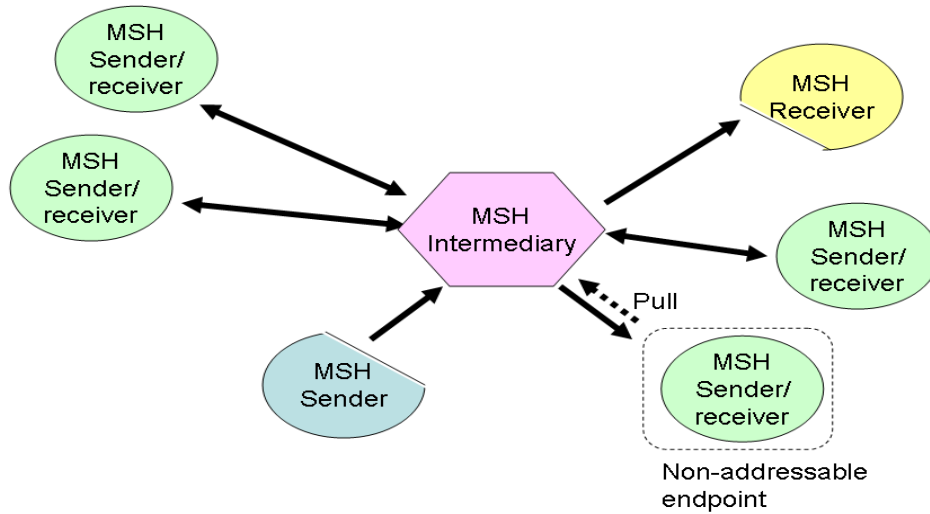 MSH
Sender/
receiver
MSH
Receiver
MSH
Sender/
receiver
MSH
Intermediary
MSH
Sender/
receiver
Pull
MSH
Sender
MSH
Sender/
receiver
Non-addressable
endpoint